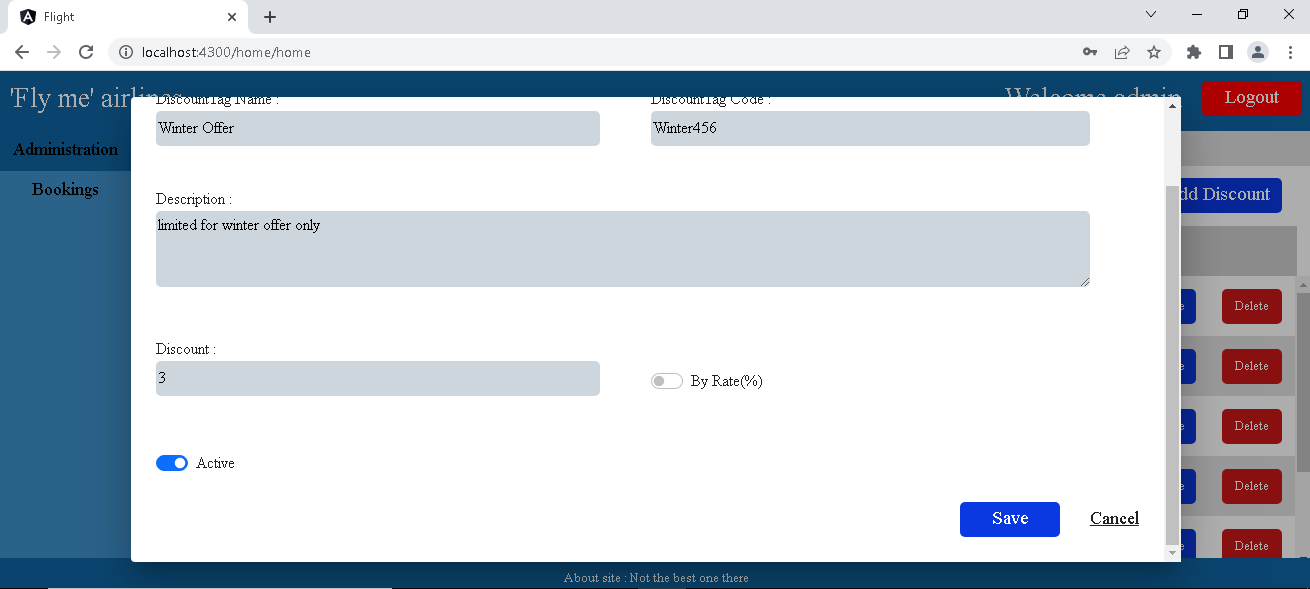 Flight
localhost:4300/home/home
'Fly me' airlines
Welcome admin
Logout
DiscountTag Name :
DiscountTag Code :
Winter Offer
Winter456
Administration
Bookings
Description :
limited for winter offer only
dd Discount
Discount :
3
By Rate(%)
Active
Save
Cancel
e
Delete
e
Delete
e
Delete
e
Delete
e
Delete
About site : Not the best one there